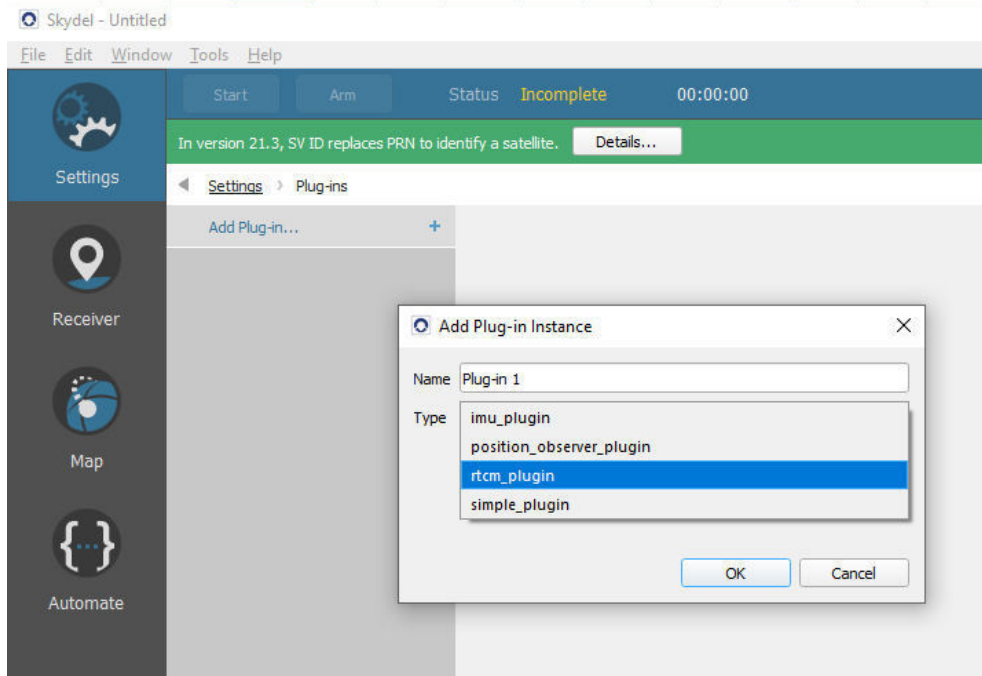 Skydel - Untitled
File Edit Window Tools Help
Start Arm Status Incomplete 00:00:00
In version 21.3, SV ID replaces PRN to identify a satellite. Details...
Settings
Settings Plug-ins
Add Plug-in... +
Receiver
Add Plug-in Instance
Name Plug-in 1
Type imu_plugin
position_observer_plugin
rtcm_plugin
simple_plugin
Map
OK Cancel
Automate